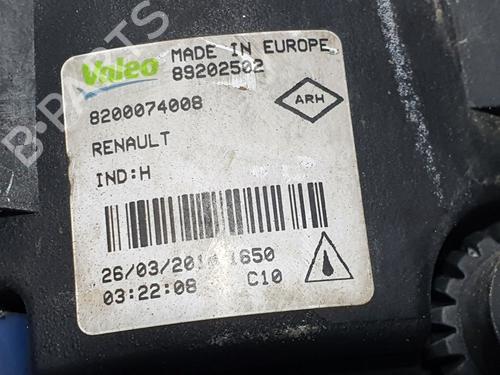 Valeo MADE IN EUROPE
89202502
8200074008
ARH
RENAULT
IND:H
1650
03:22:08 C10
B-PARTS